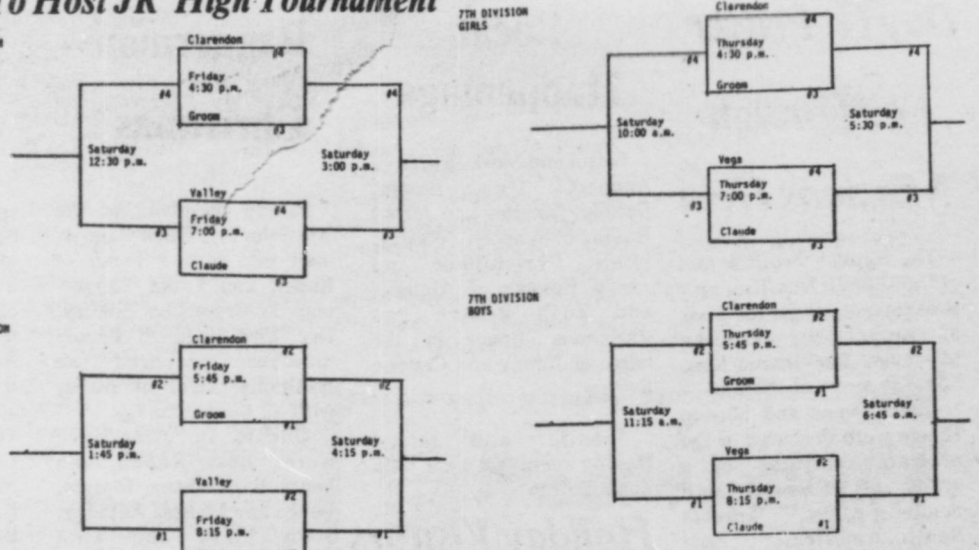 To Host JR High Tournament
Clarendon
#4
Friday
4:30 p.m.
#4
#4
Groom
#3
Saturday
12:30 p.m.
Saturday
3:00 p.m.
Valley
#4
Friday
7:00 p.m.
#3
#3
Claude
#3
7TH DIVISION
GIRLS
Clarendon
#4
Thursday
4:30 p.m.
#4
#4
Groom
#3
Saturday
10:00 a.m.
Saturday
5:30 p.m.
Vega
#4
Thursday
7:00 p.m.
#3
#3
Claude
#3
Clarendon
#2
Friday
5:45 p.m.
#2
#2
Groom
#1
Saturday
1:45 p.m.
Saturday
4:15 p.m.
Valley
#2
Friday
8:15 p.m.
#1
#1
7TH DIVISION
BOYS
Clarendon
#2
Thursday
5:45 p.m.
#2
#2
Groom
#1
Saturday
11:15 a.m.
Saturday
6:45 a.m.
Vega
#2
Thursday
8:15 p.m.
#1
#1
Claude
#1